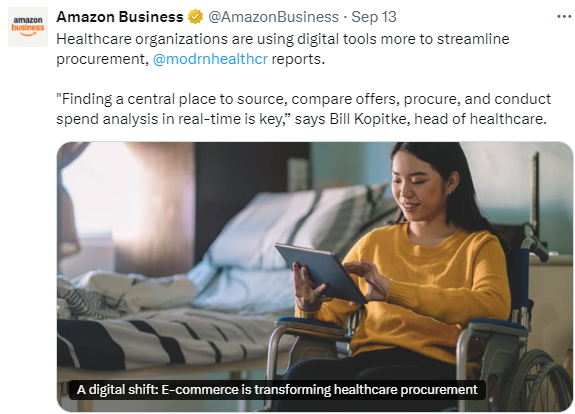 amazon
business
Amazon Business @AmazonBusiness · Sep 13
Healthcare organizations are using digital tools more to streamline
procurement, @modrnhealthcr reports.
"Finding a central place to source, compare offers, procure, and conduct
spend analysis in real-time is key,” says Bill Kopitke, head of healthcare.
A digital shift: E-commerce is transforming healthcare procurement